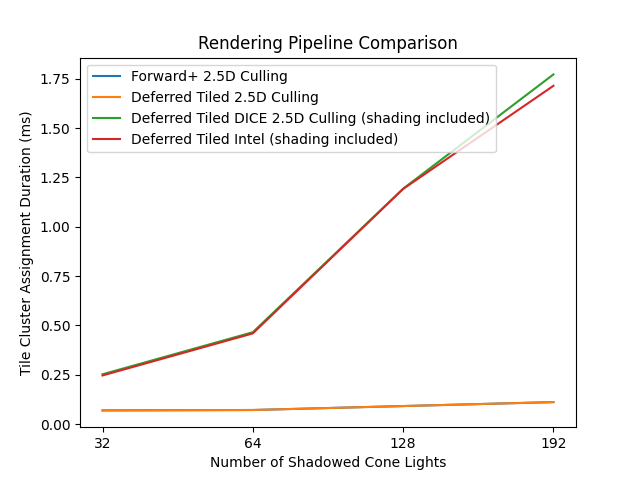 Rendering Pipeline Comparison
Forward+ 2.5D Culling
Deferred Tiled 2.5D Culling
Deferred Tiled DICE 2.5D Culling (shading included)
Deferred Tiled Intel (shading included)
Tile Cluster Assignment Duration (ms)
1.75
1.50
1.25
1.00
0.75
0.50
0.25
0.00
32 64 128 192
Number of Shadowed Cone Lights